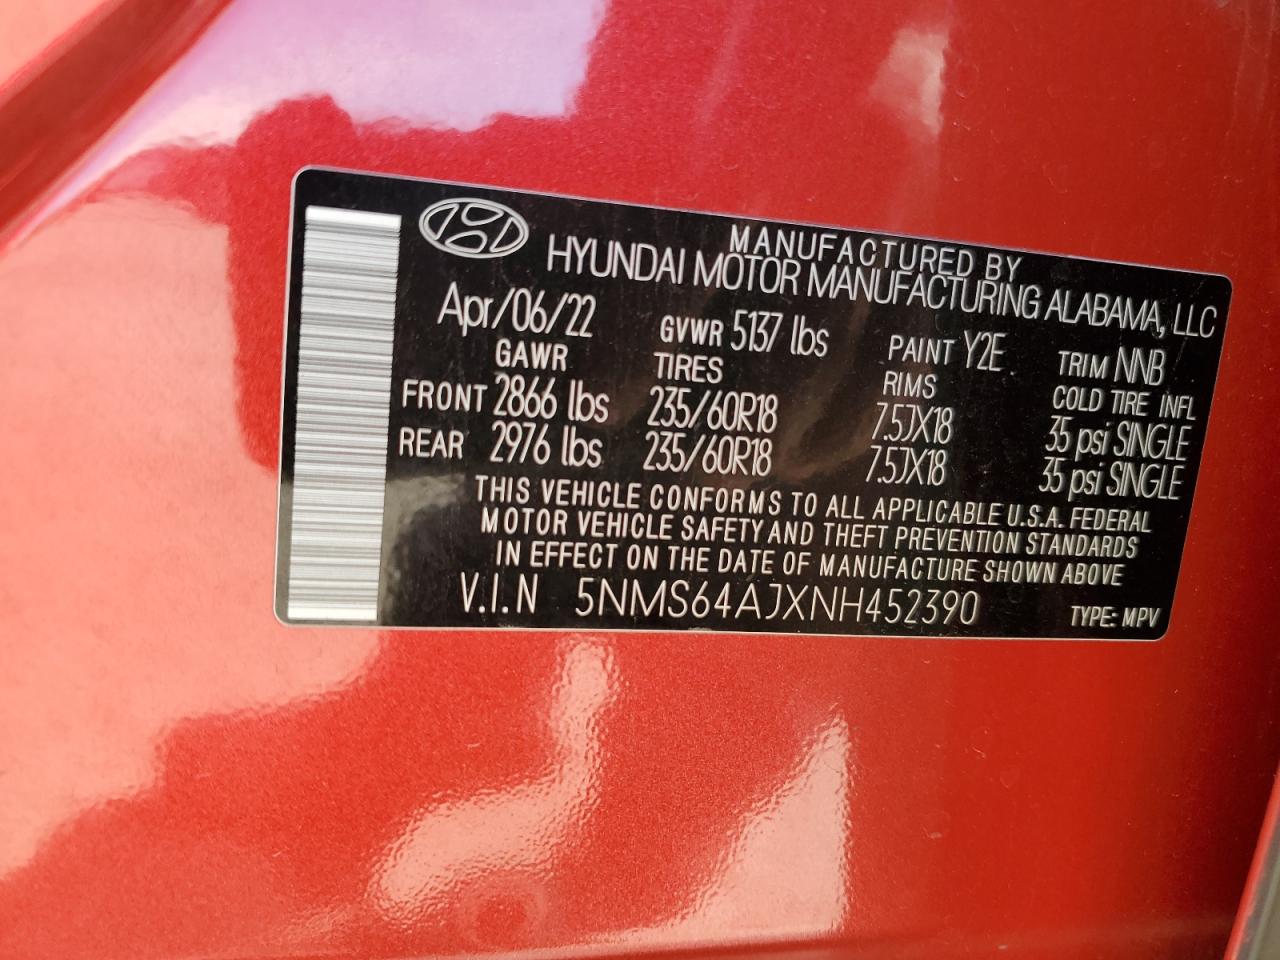 MANUFACTURED BY
HYUNDAI MOTOR MANUFACTURING ALABAMA, LLC
Apr/06/22 GVWR 5137 lbs PAINT Y2E TRIM NNB
GAWR TIRES RIMS COLD TIRE INFL
FRONT 2866 lbs 235/60R18 7.5JX18 35 psi SINGLE
REAR 2976 lbs 235/60R18 7.5JX18 35 psi SINGLE
THIS VEHICLE CONFORMS TO ALL APPLICABLE U.S.A. FEDERAL
MOTOR VEHICLE SAFETY AND THEFT PREVENTION STANDARDS
IN EFFECT ON THE DATE OF MANUFACTURE SHOWN ABOVE
V.I.N 5NMS64AJXNH452390 TYPE: MPV